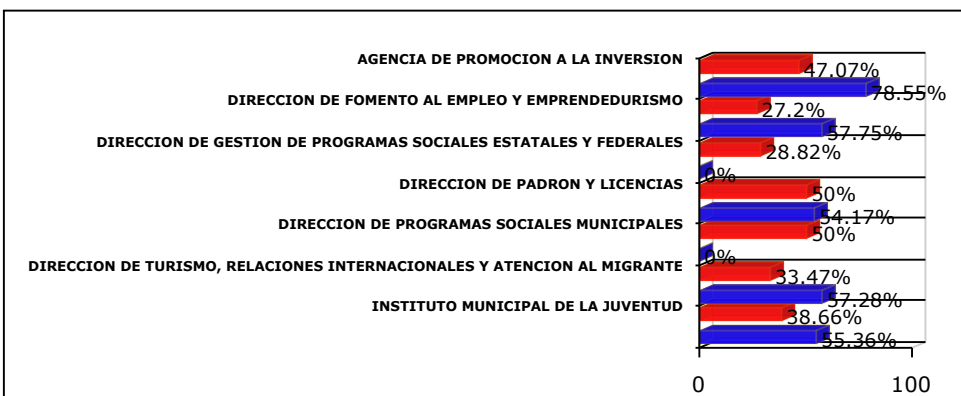 AGENCIA DE PROMOCION A LA INVERSION
47.07%
78.55%
DIRECCION DE FOMENTO AL EMPLEO Y EMPRENDEDURISMO
27.2%
57.75%
DIRECCION DE GESTION DE PROGRAMAS SOCIALES ESTATALES Y FEDERALES
28.82%
0%
DIRECCION DE PADRON Y LICENCIAS
50%
54.17%
DIRECCION DE PROGRAMAS SOCIALES MUNICIPALES
50%
0%
DIRECCION DE TURISMO, RELACIONES INTERNACIONALES Y ATENCION AL MIGRANTE
33.47%
57.28%
INSTITUTO MUNICIPAL DE LA JUVENTUD
38.66%
55.36%
0 100